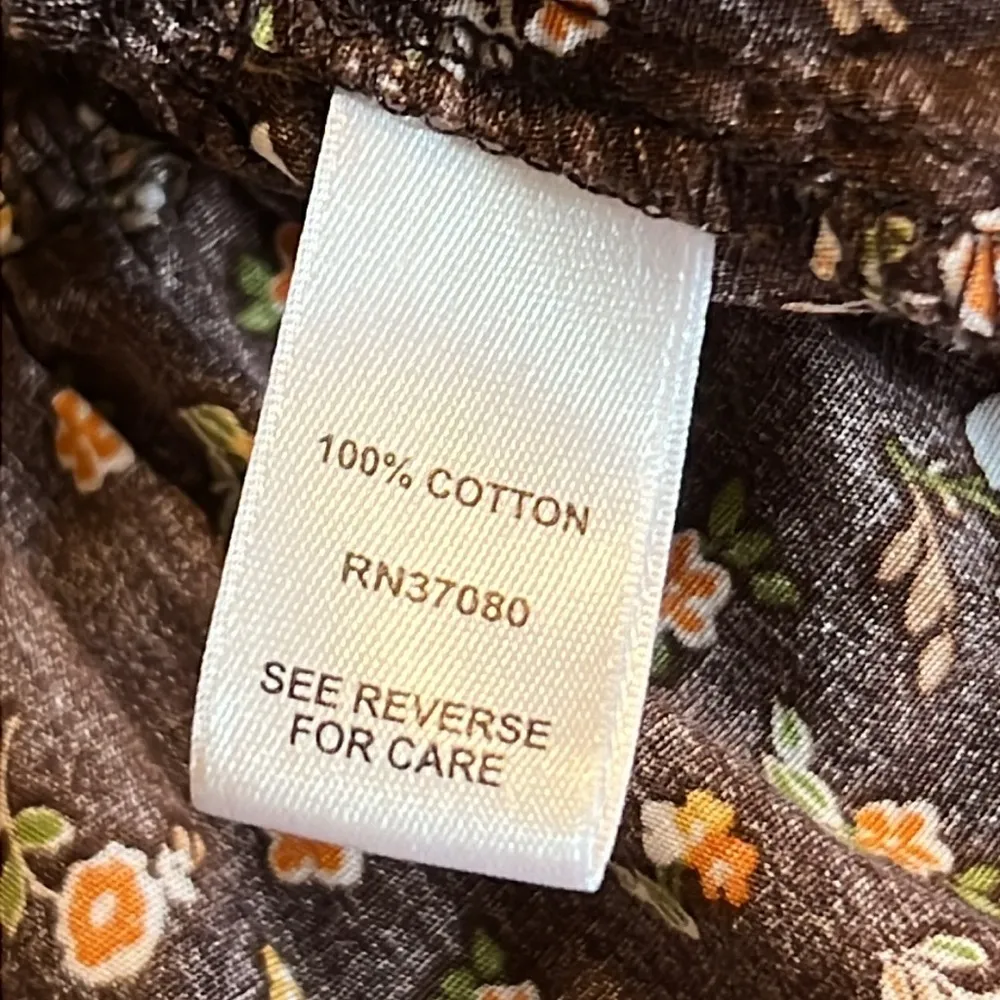 100% COTTON
RN37080
SEE REVERSE
FOR CARE